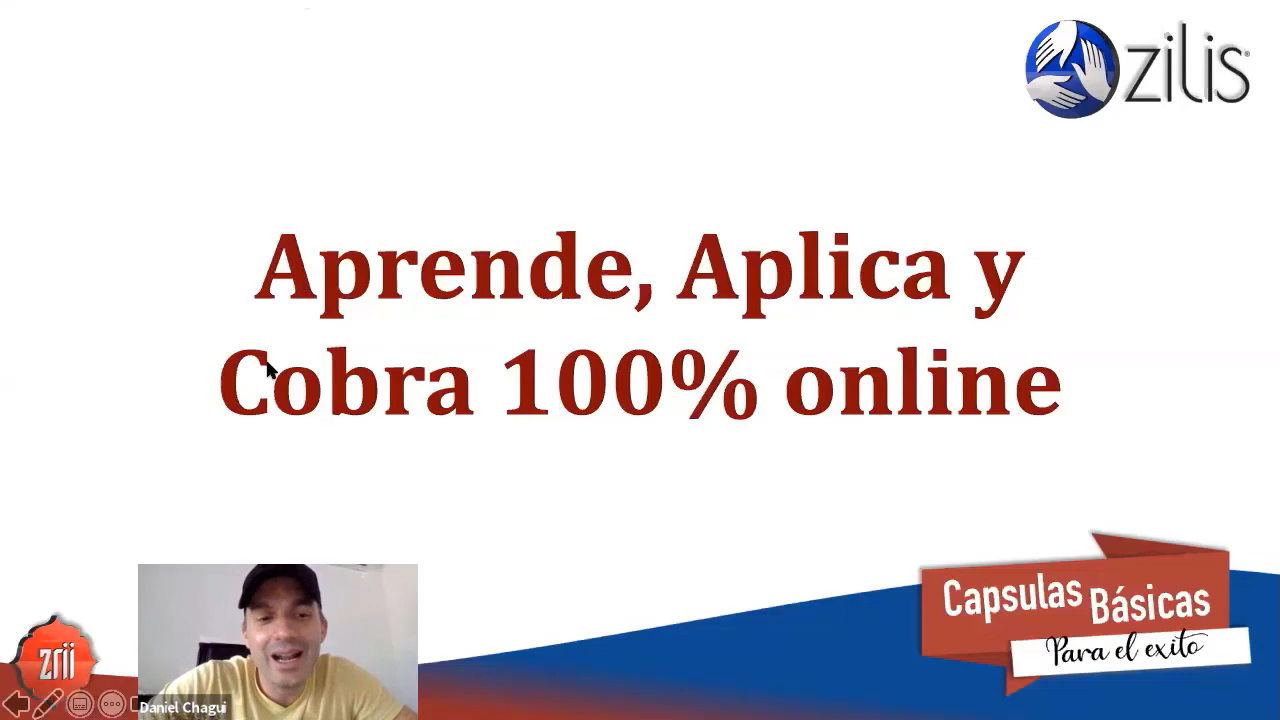 zilis®
Aprende, Aplica y
Cobra 100% online
Capsulas Básicas
Para el exito
zrii
Daniel Chagui